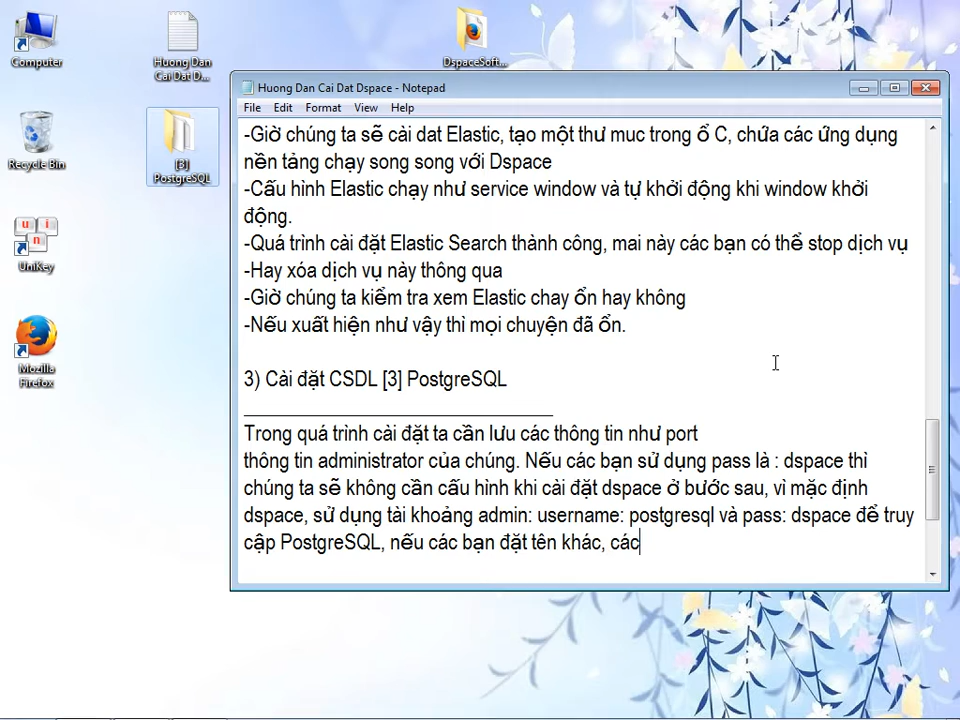 Computer
Huong Dan
Cai Dat D...
DspaceSoft...
Recycle Bin
[3]
PostgreSQL
u i
n
UniKey
Mozilla
Firefox
Huong Dan Cai Dat Dspace - Notepad
File Edit Format View Help
-Giờ chúng ta sẽ cài dat Elastic, tạo một thư muc trong ổ C, chứa các ứng dụng
nền tảng chạy song song với Dspace
-Cấu hình Elastic chạy như service window và tự khởi động khi window khởi
động.
-Quá trình cài đặt Elastic Search thành công, mai này các bạn có thể stop dịch vụ
-Hay xóa dịch vụ này thông qua
-Giờ chúng ta kiểm tra xem Elastic chay ổn hay không
-Nếu xuất hiện như vậy thì mọi chuyện đã ổn.
3) Cài đặt CSDL [3] PostgreSQL
Trong quá trình cài đặt ta cần lưu các thông tin như port
thông tin administrator của chúng. Nếu các bạn sử dụng pass là : dspace thì
chúng ta sẽ không cần cấu hình khi cài đặt dspace ở bước sau, vì mặc định
dspace, sử dụng tài khoảng admin: username: postgresql và pass: dspace để truy
cập PostgreSQL, nếu các bạn đặt tên khác, các